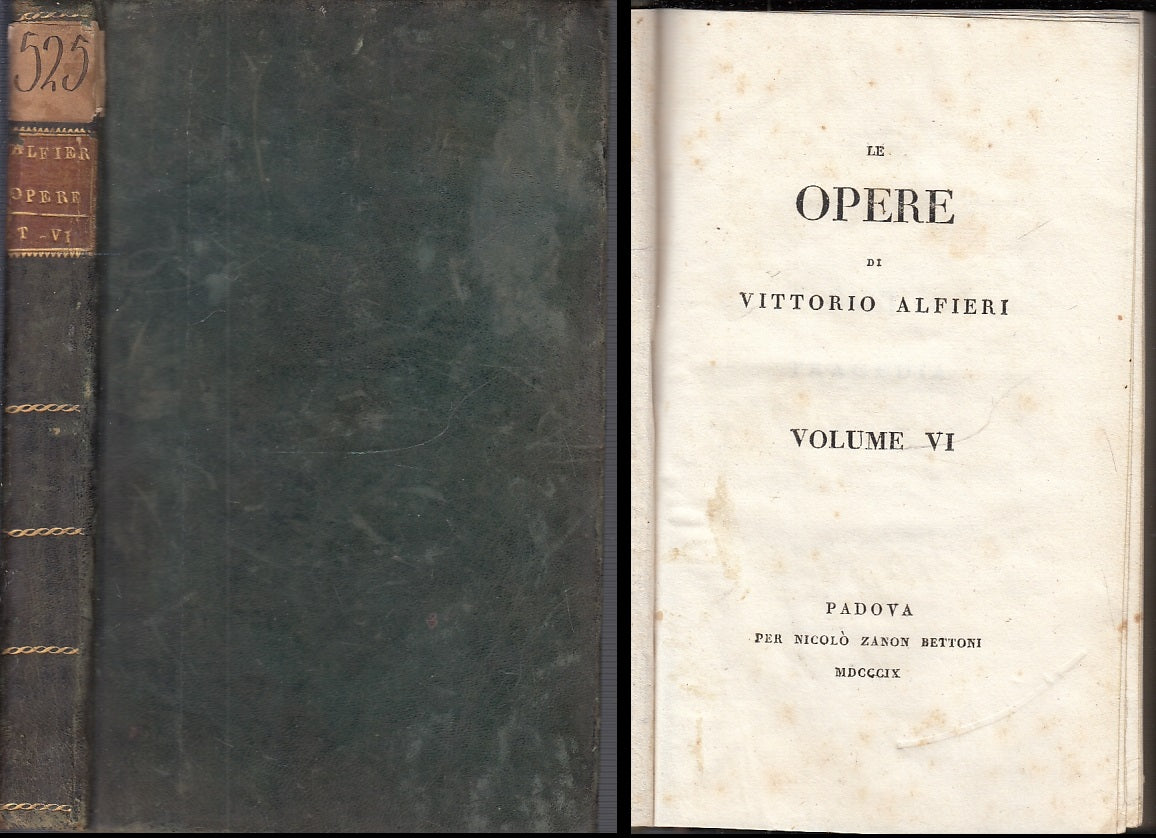 525
ALFIER
OPERE
T - VI
LE
OPERE
DI
VITTORIO ALFIERI
VOLUME VI
PADOVA
PER NICOLÒ ZANON BETTONI
MDCCCIX